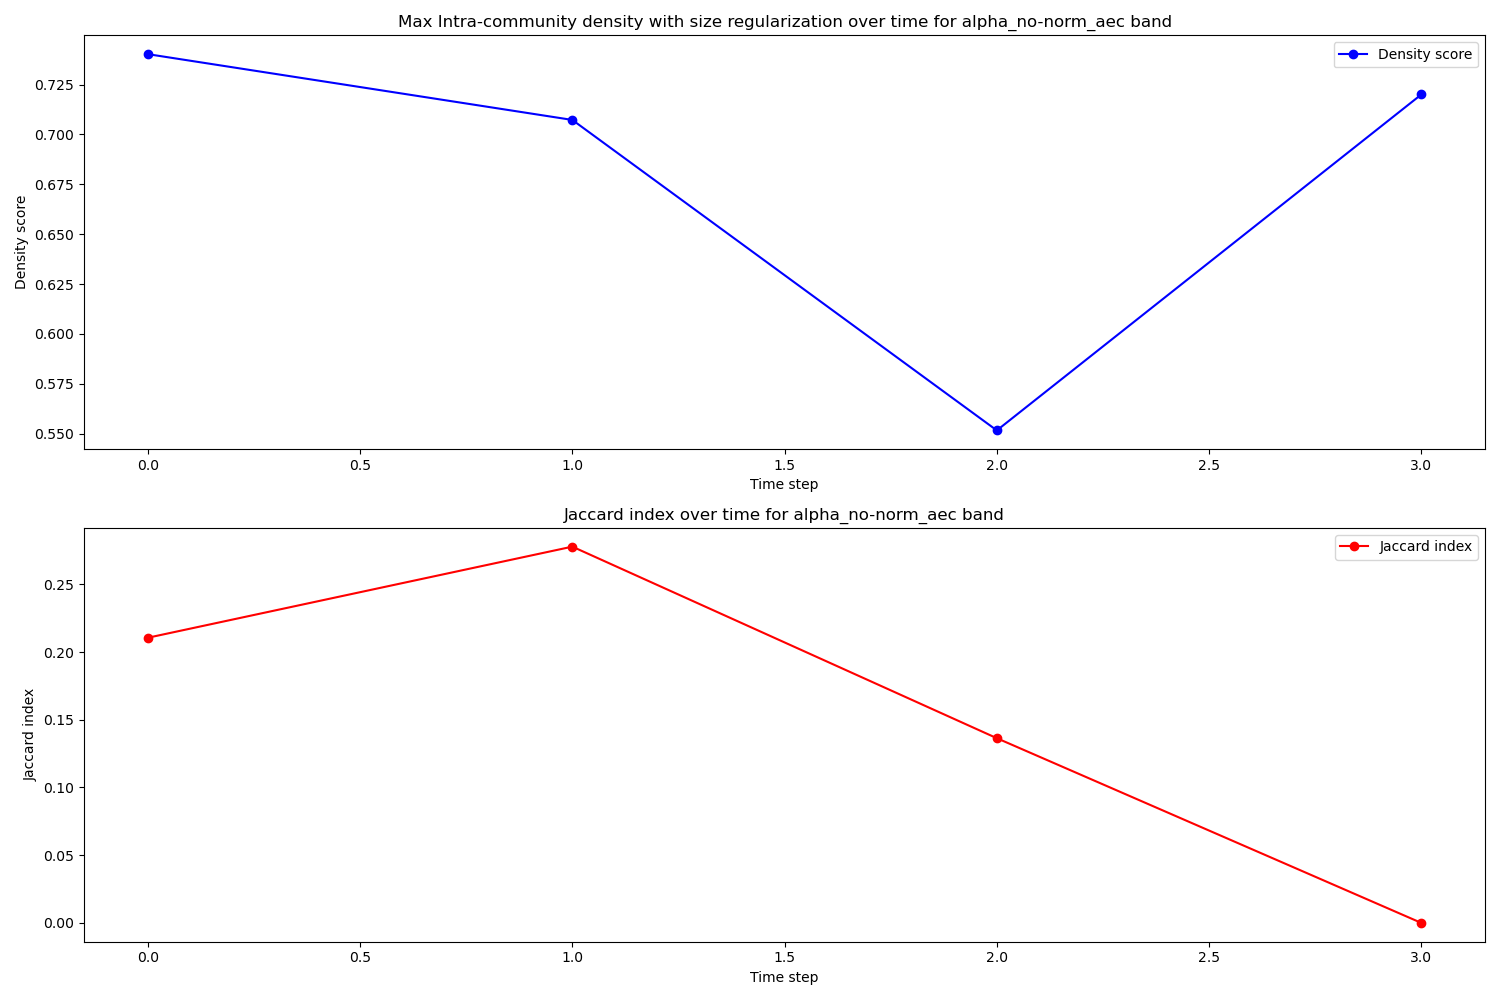 Max Intra-community density with size regularization over time for alpha_no-norm_aec band
Density score
0.725
0.700
0.675
0.650
0.625
0.600
0.575
0.550
Density score
0.0 0.5 1.0 1.5 2.0 2.5 3.0
Time step
Jaccard index over time for alpha_no-norm_aec band
Jaccard index
0.25
0.20
0.15
0.10
0.05
0.00
Jaccard index
0.0 0.5 1.0 1.5 2.0 2.5 3.0
Time step